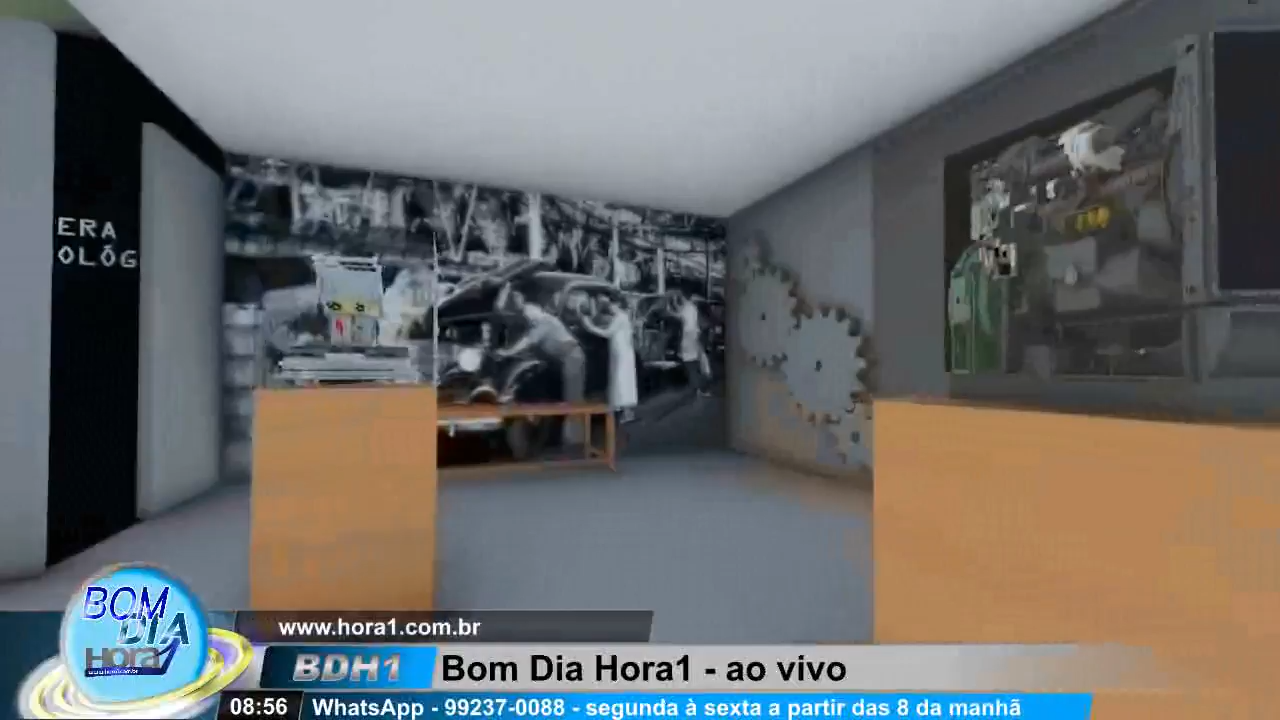 ERA
OLÓG
BOM
DIA
Hora1
www.hora1.com.br
BDH1
Bom Dia Hora1 - ao vivo
08:56
WhatsApp - 99237-0088 - segunda à sexta a partir das 8 da manhã